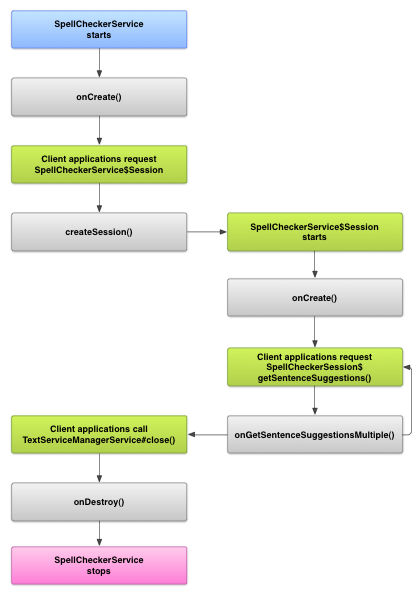 SpellCheckerService
starts
onCreate()
Client applications request
SpellCheckerService$Session
createSession()
SpellCheckerService$Session
starts
onCreate()
Client applications request
SpellCheckerSession$
getSentenceSuggestions()
onGetSentenceSuggestionsMultiple()
Client applications call
TextServiceManagerService#close()
onDestroy()
SpellCheckerService
stops